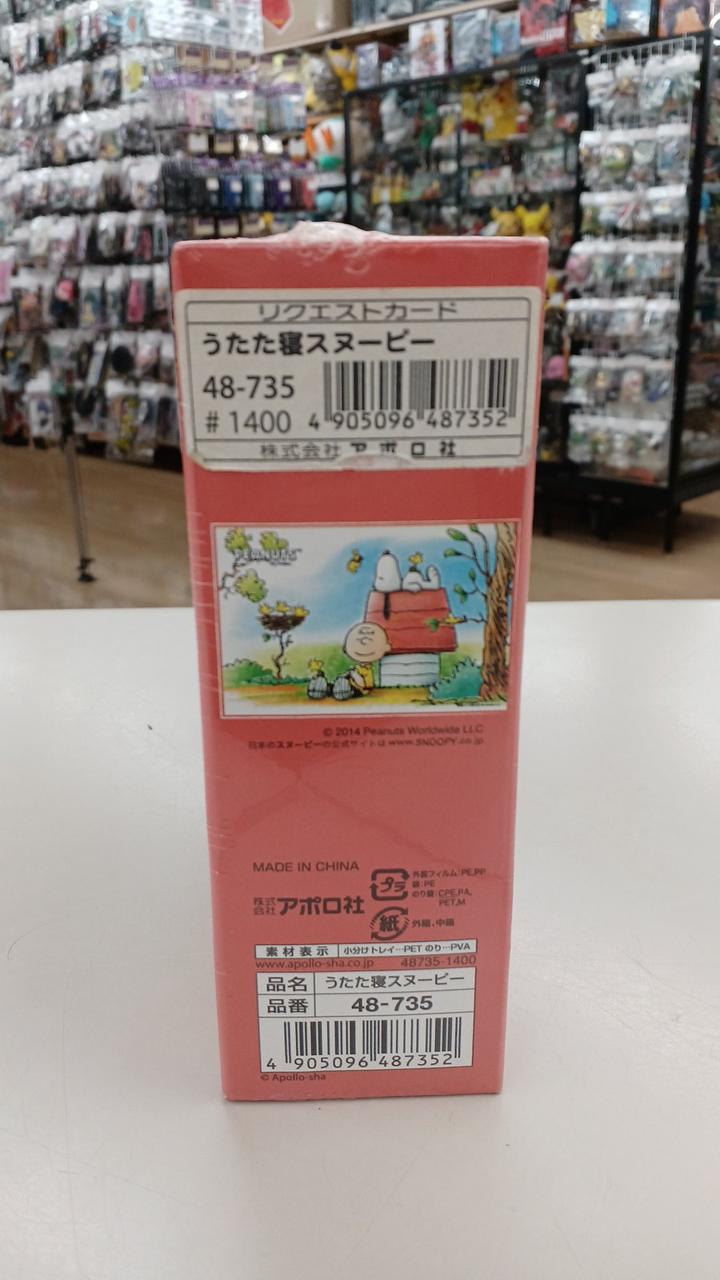 リクエストカード
うたた寝スヌーピー
48-735
# 1400
4 905096 487352
株式会社 アポロ社
PEANUTS
© 2014 Peanuts Worldwide LLC
日本のスヌーピーの公式サイトは www.SNOOPY.co.jp
MADE IN CHINA
プラ
外装フィルム:PE,PP
袋:PE
のり袋:CPE,PA,
PET,M
株式会社 アポロ社
紙
外箱、中箱
素材表示 小分けトレイ…PET のり…PVA
www.apollo-sha.co.jp 48735-1400
品名 うたた寝スヌーピー
品番 48-735
4 905096 487352
© Apollo-sha